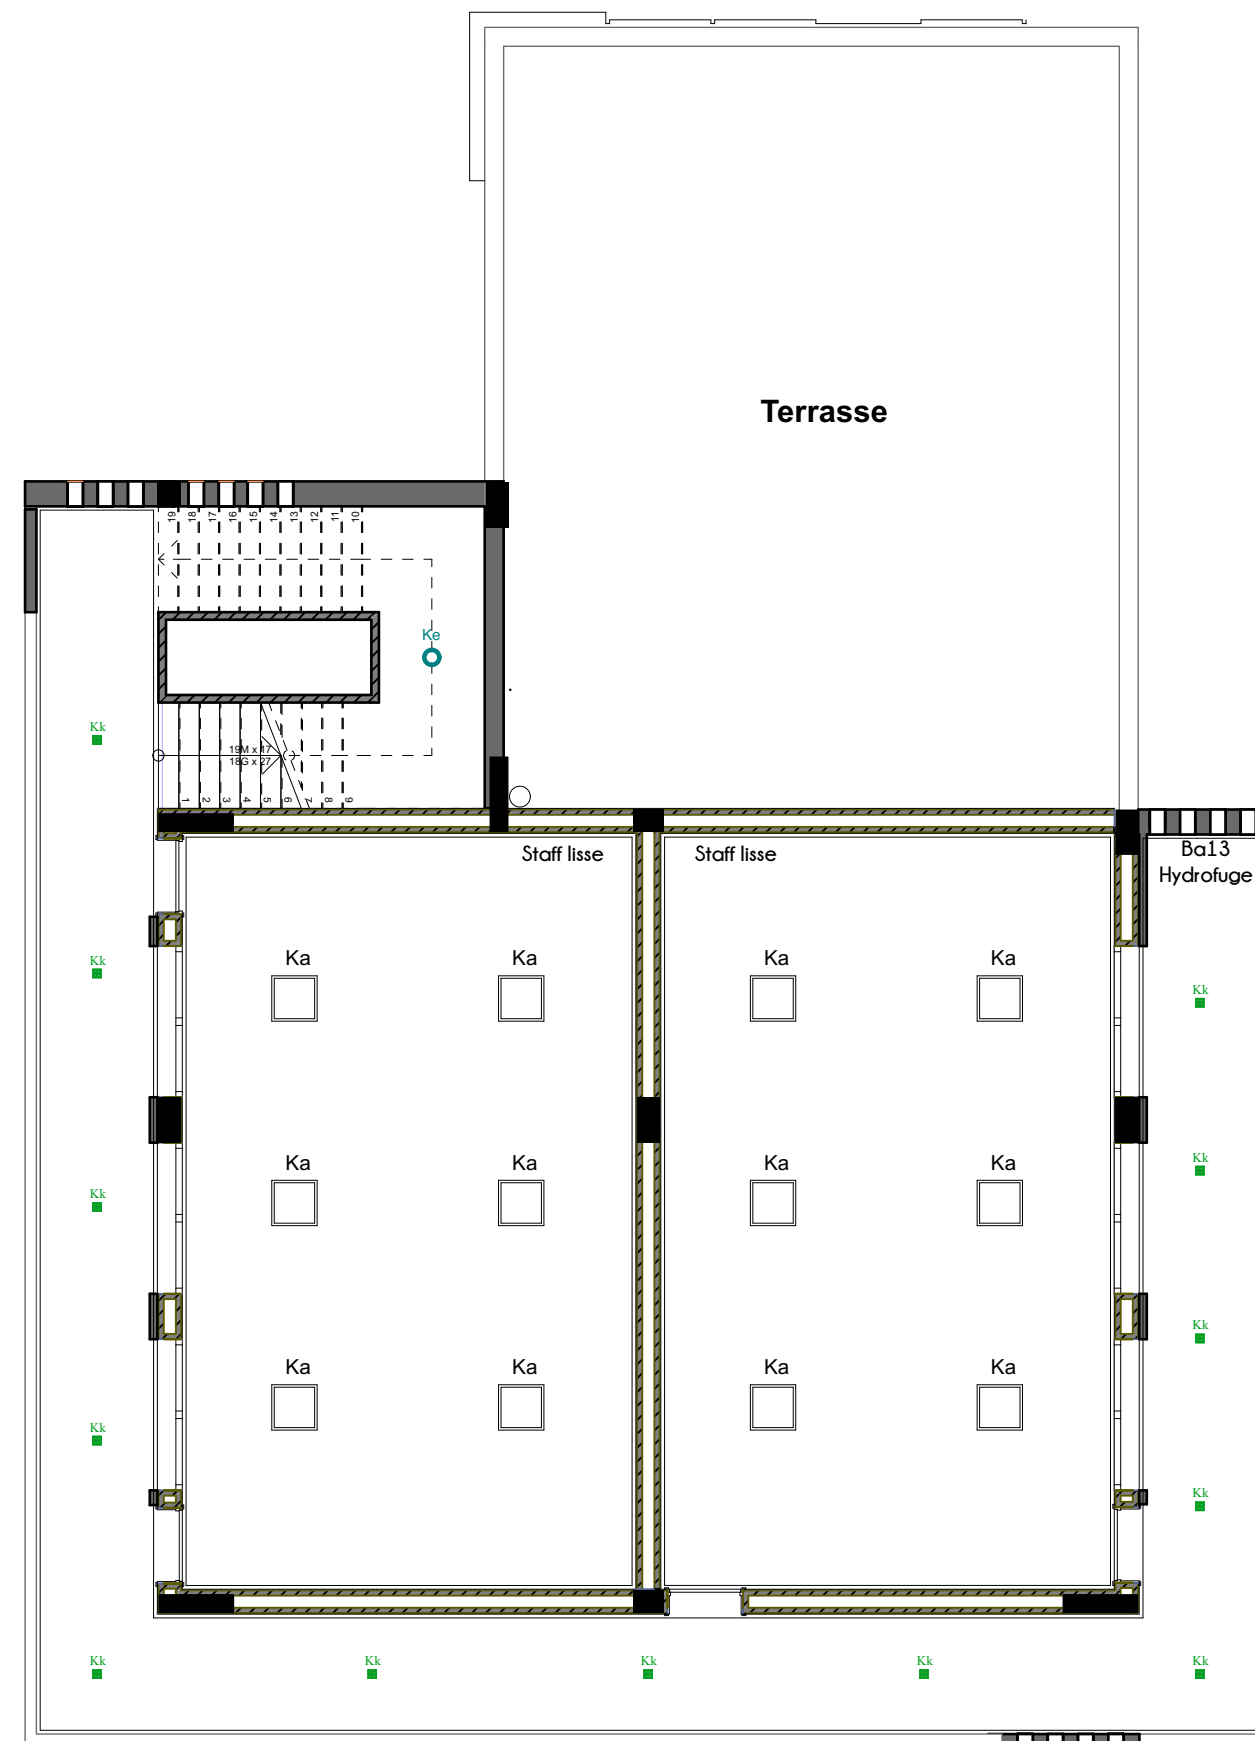 Terrasse
19 18 17 16 15 14 13 12 11 10
Ke
Kk
19M x 17
18G x 27
1 2 3 4 5 6 7 8 9
Staff lisse Staff lisse
Ba13
Hydrofuge
Ka Ka Ka Ka
Kk
Kk
Ka Ka Ka Ka
Kk
Kk
Kk
Ka Ka Ka Ka
Kk
Kk
Kk Kk Kk Kk Kk